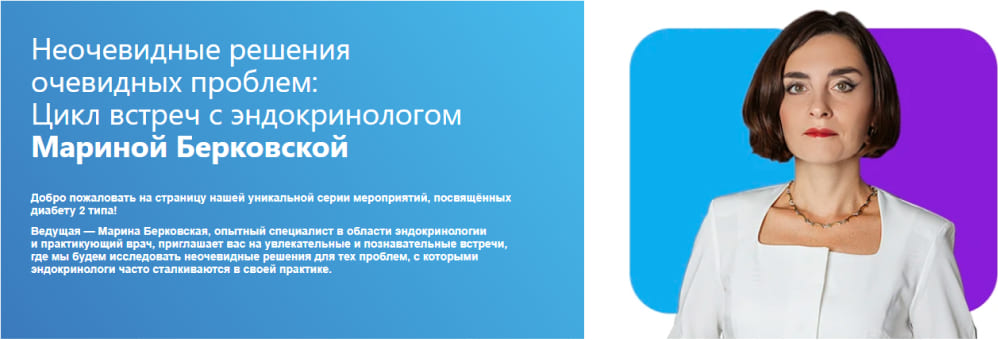 Неочевидные решения
очевидных проблем:
Цикл встреч с эндокринологом
Мариной Берковской
Добро пожаловать на страницу нашей уникальной серии мероприятий, посвящённых
диабету 2 типа!
Ведущая — Марина Берковская, опытный специалист в области эндокринологии
и практикующий врач, приглашает вас на увлекательные и познавательные встречи,
где мы будем исследовать неочевидные решения для тех проблем, с которыми
эндокринологи часто сталкиваются в своей практике.